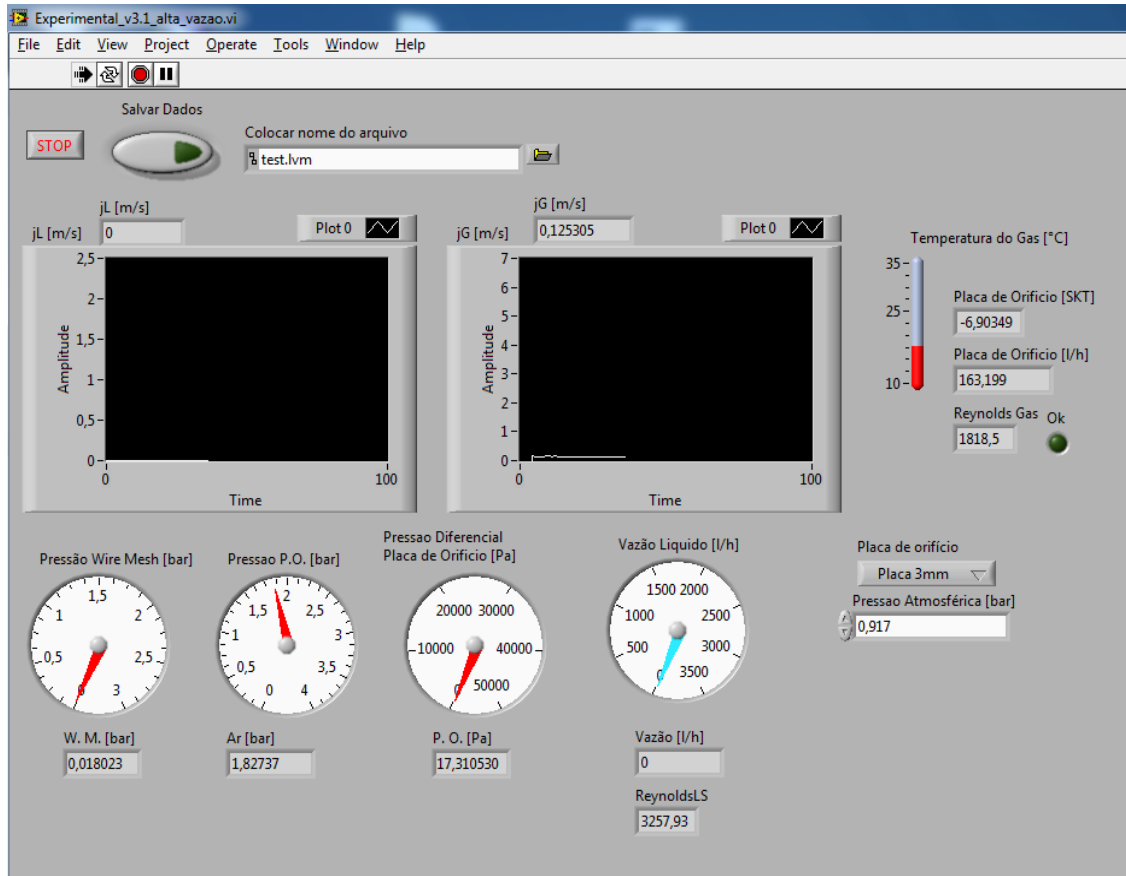 Experimental_v3.1_alta_vazao.vi
File Edit View Project Operate Tools Window Help
Salvar Dados
STOP
Colocar nome do arquivo
test.lvm
jL [m/s]
0
jL [m/s]
Plot 0
2,5
2
1,5
1
0,5
0
Amplitude
0
100
Time
jG [m/s]
0,125305
jG [m/s]
Plot 0
7
6
5
4
3
2
1
0
Amplitude
0
100
Time
Temperatura do Gas [°C]
35
25
10
Placa de Orificio [SKT]
-6,90349
Placa de Orificio [l/h]
163,199
Reynolds Gas
Ok
1818,5
Pressão Wire Mesh [bar]
0
0,5
1
1,5
2
2,5
3
W. M. [bar]
0,018023
Pressao P.O. [bar]
0
0,5
1
1,5
2
2,5
3
3,5
4
Ar [bar]
1,82737
Pressao Diferencial
Placa de Orificio [Pa]
0
10000
20000
30000
40000
50000
P. O. [Pa]
17,310530
Vazão Liquido [l/h]
0
500
1000
1500
2000
2500
3000
3500
Vazão [l/h]
0
ReynoldsLS
3257,93
Placa de orifício
Placa 3mm
Pressao Atmosférica [bar]
0,917